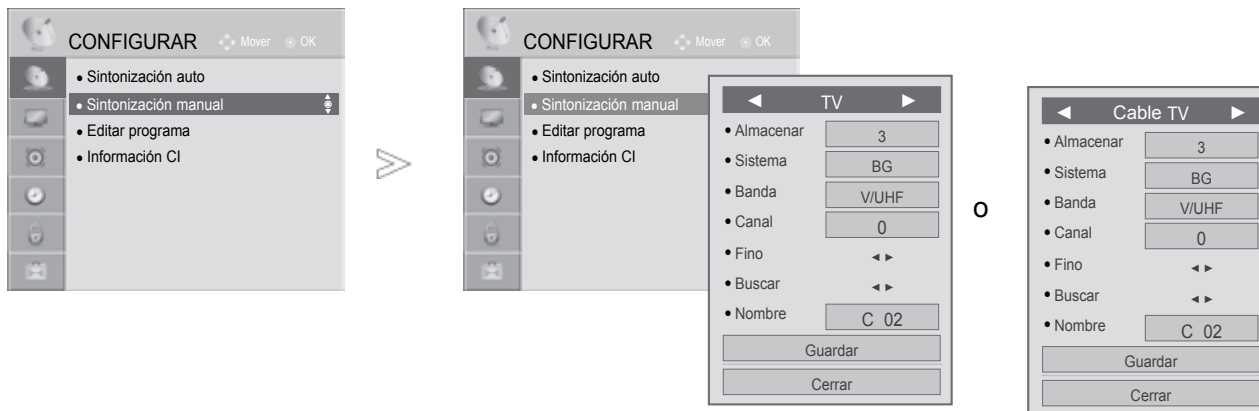 CONFIGURAR Mover OK
• Sintonización auto
• Sintonización manual
• Editar programa
• Información CI
CONFIGURAR Mover OK
• Sintonización auto
• Sintonización manual
• Editar programa
• Información CI
◄ TV ►
• Almacenar 3
• Sistema BG
• Banda V/UHF
• Canal 0
• Fino ◄ ►
• Buscar ◄ ►
• Nombre C 02
Guardar
Cerrar
o
◄ Cable TV ►
• Almacenar 3
• Sistema BG
• Banda V/UHF
• Canal 0
• Fino ◄ ►
• Buscar ◄ ►
• Nombre C 02
Guardar
Cerrar